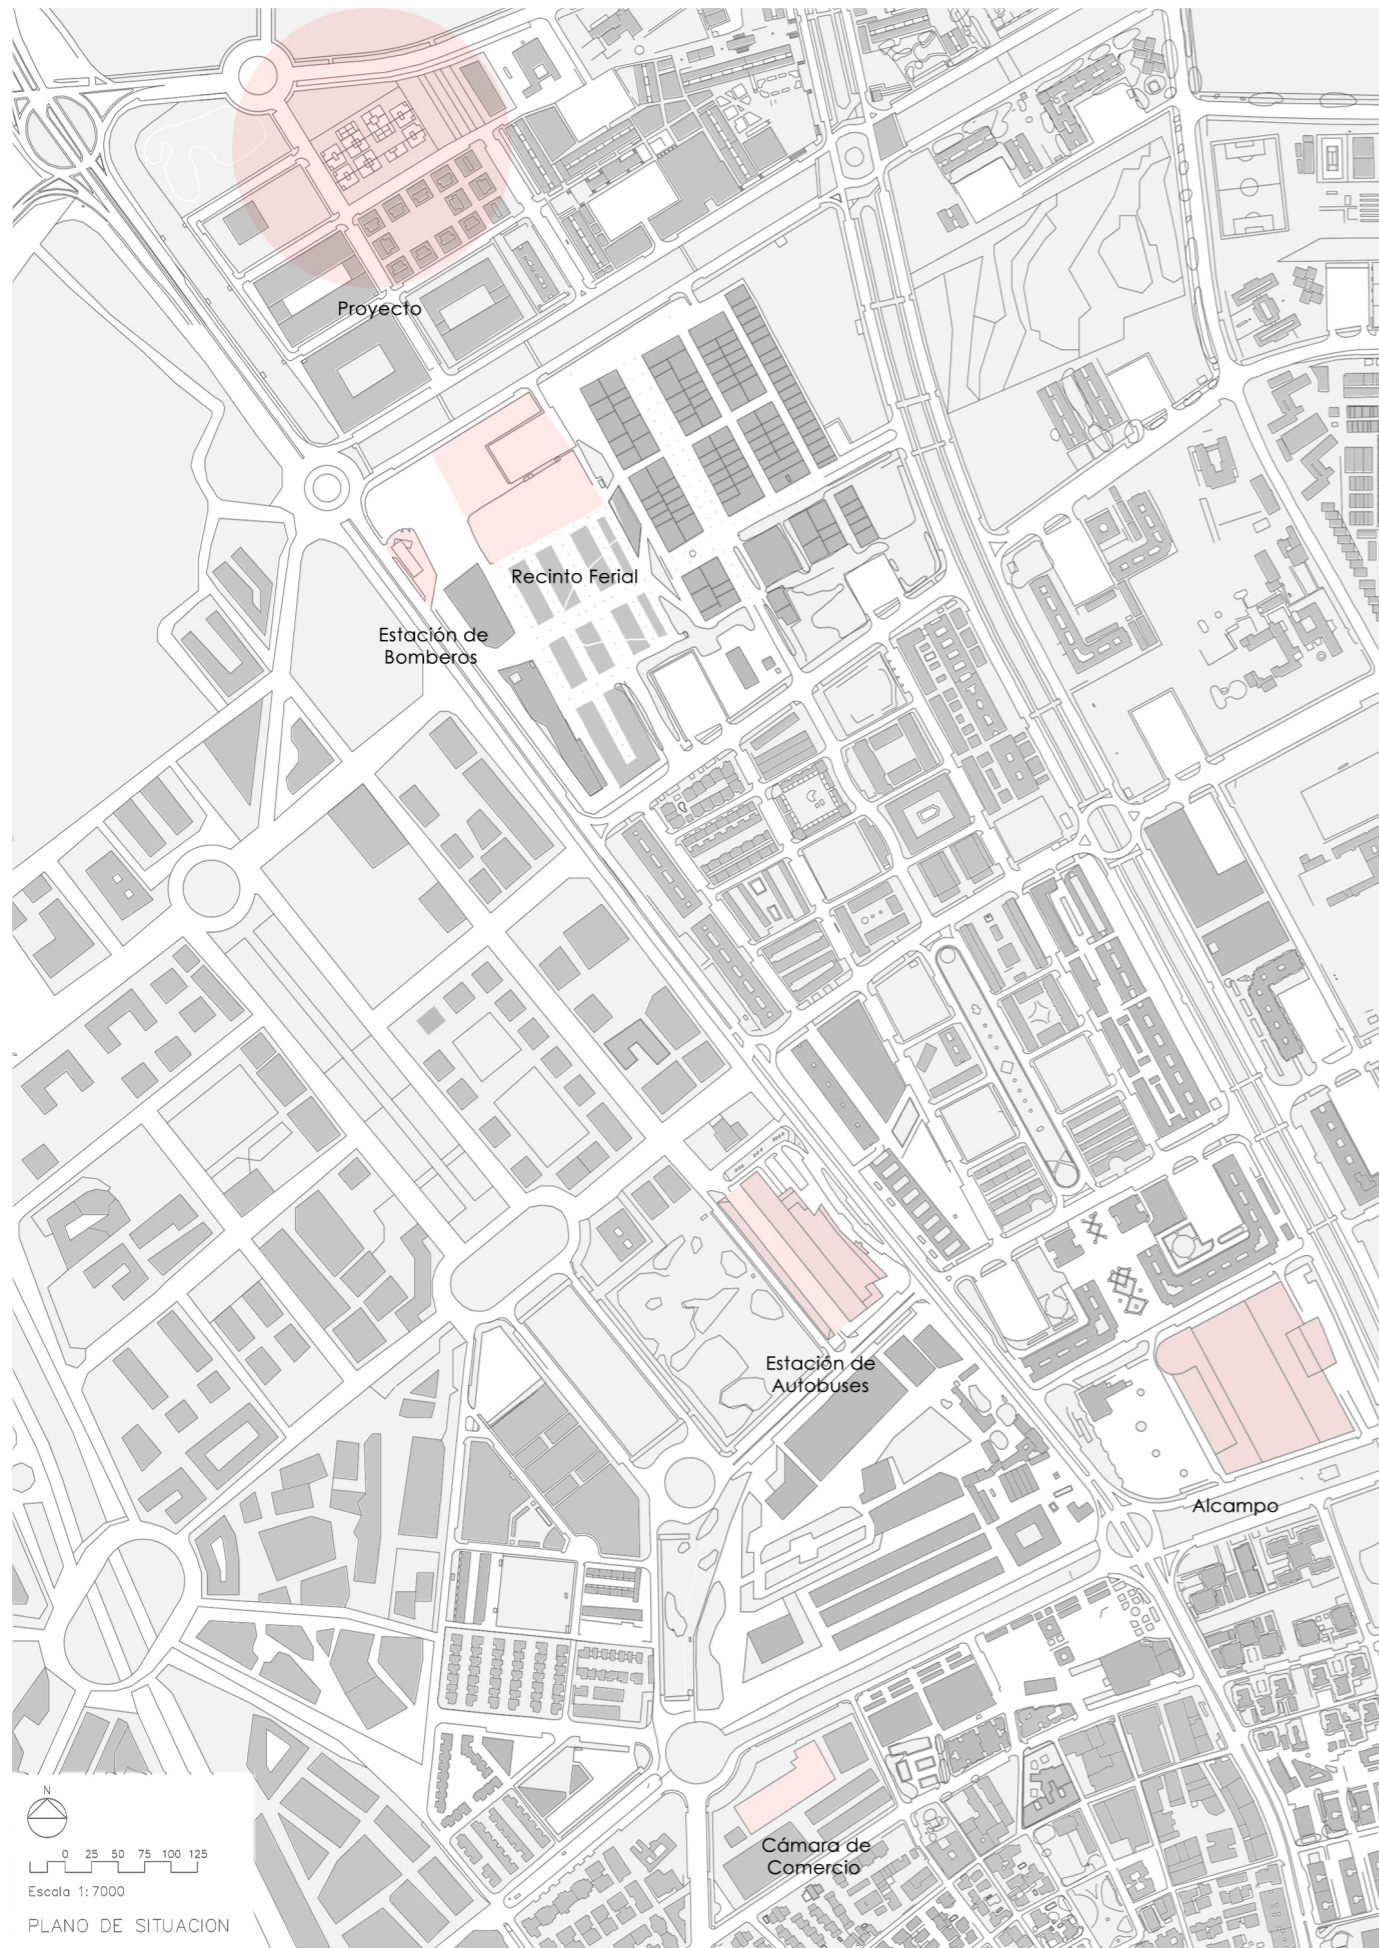 Proyecto
Recinto Ferial
Estación de
Bomberos
Estación de
Autobuses
Alcampo
Cámara de
Comercio
N
0 25 50 75 100 125
Escala 1:7000
PLANO DE SITUACION